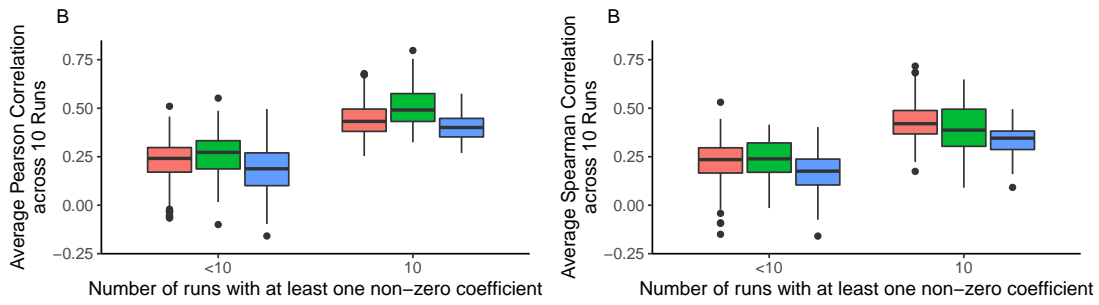 B
Average Pearson Correlation
across 10 Runs
0.75
0.50
0.25
0.00
−0.25
<10
10
Number of runs with at least one non−zero coefficient
B
Average Spearman Correlation
across 10 Runs
0.75
0.50
0.25
0.00
−0.25
<10
10
Number of runs with at least one non−zero coefficient